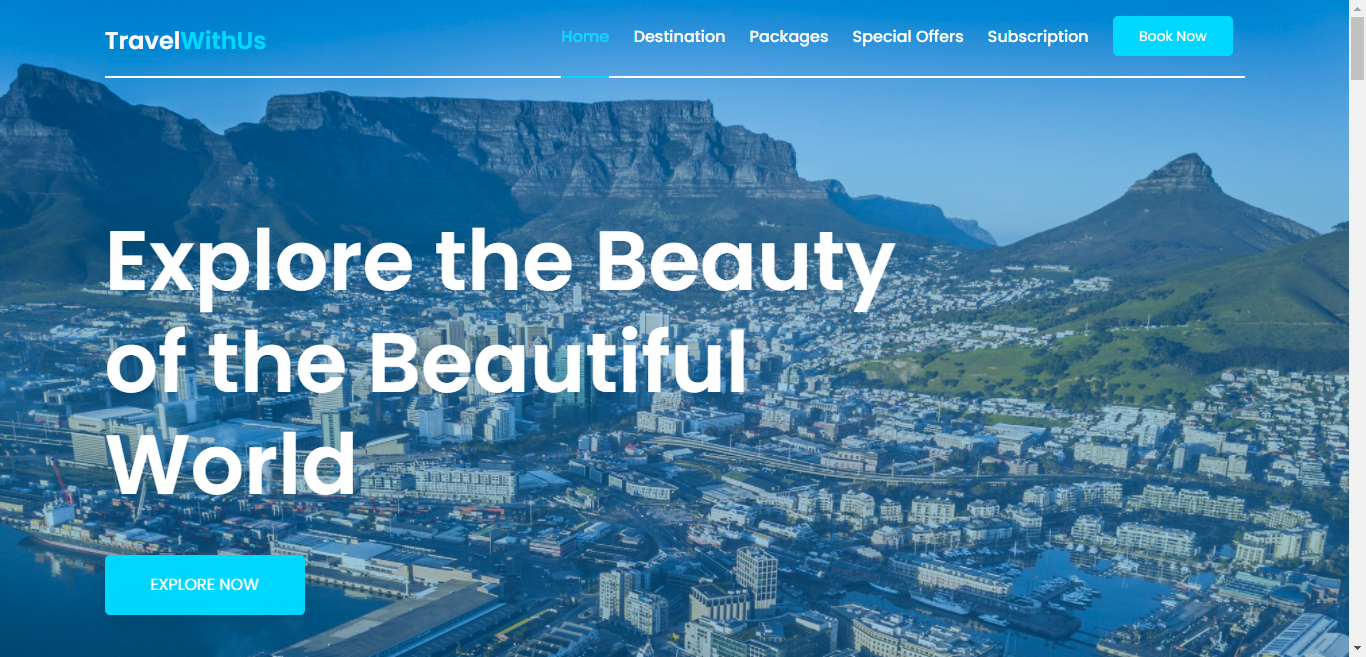 TravelWithUs
Home
Destination
Packages
Special Offers
Subscription
Book Now
Explore the Beauty
of the Beautiful
World
EXPLORE NOW